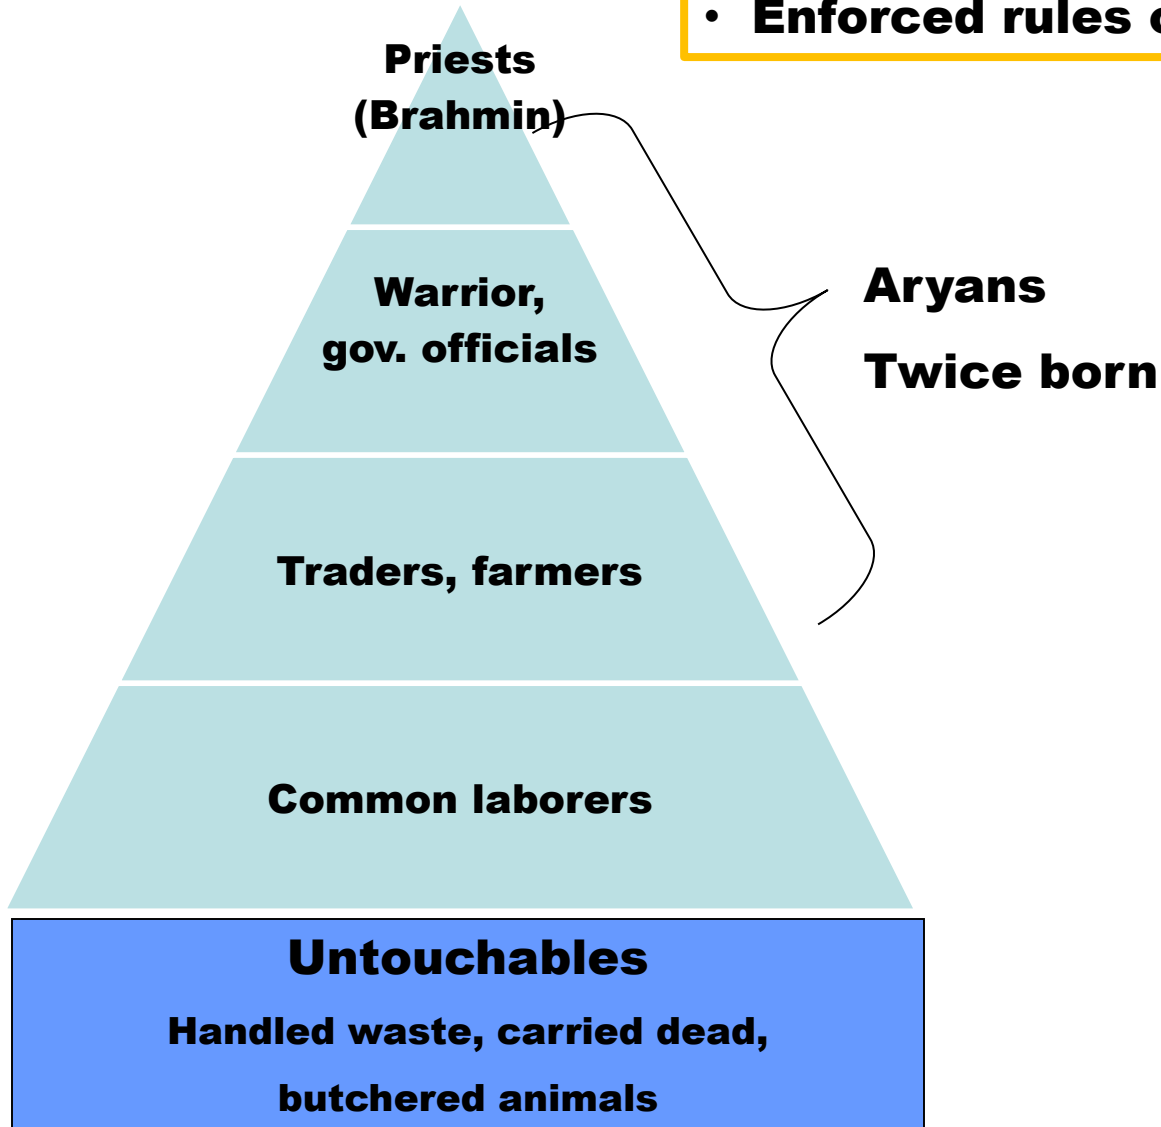 • Enforced rules
Priests
(Brahmin)
Warrior,
gov. officials
Aryans
Twice born
Traders, farmers
Common laborers
Untouchables
Handled waste, carried dead,
butchered animals